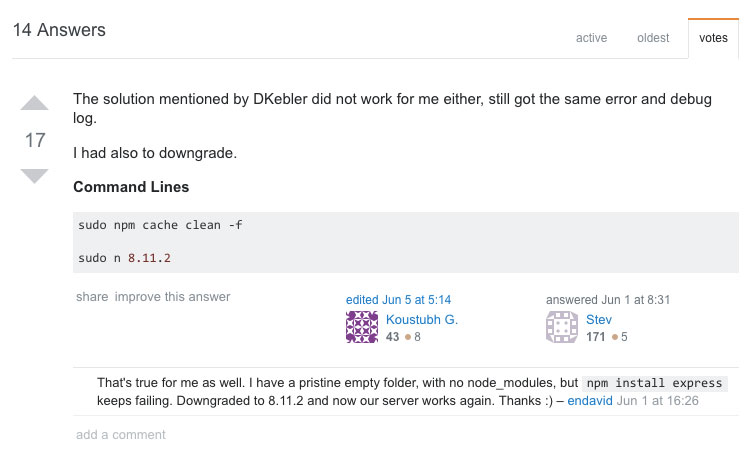 14 Answers
active oldest votes
The solution mentioned by DKebler did not work for me either, still got the same error and debug
log.
17
I had also to downgrade.
Command Lines
sudo npm cache clean -f
sudo n 8.11.2
share improve this answer
edited Jun 5 at 5:14
Koustubh G.
43 ● 8
answered Jun 1 at 8:31
Stev
171 ● 5
That's true for me as well. I have a pristine empty folder, with no node_modules, but npm install express
keeps failing. Downgraded to 8.11.2 and now our server works again. Thanks :) – endavid Jun 1 at 16:26
add a comment